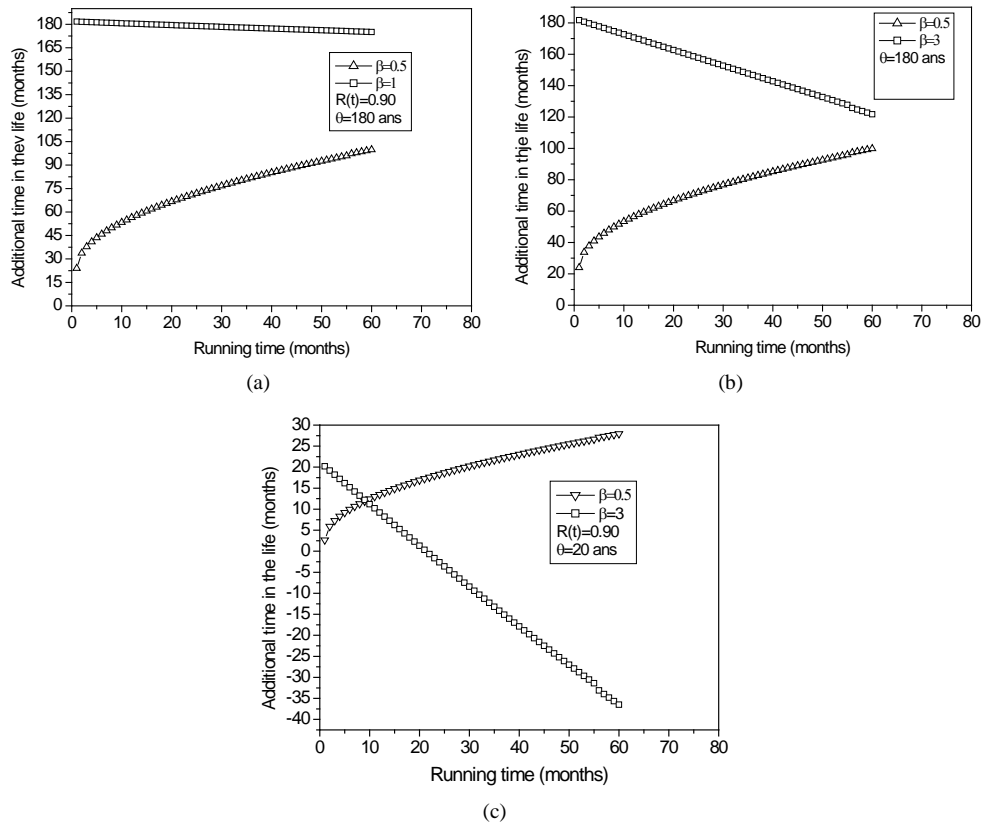 Additional time in thev life (months)
180
165
150
135
120
105
90
75
60
45
30
15
0
β=0.5
β=1
R(t)=0.90
θ=180 ans
0 10 20 30 40 50 60 70 80
Running time (months)
(a)
Additional time in thje life (months)
180
160
140
120
100
80
60
40
20
0
β=0.5
β=3
θ=180 ans
0 10 20 30 40 50 60 70 80
Running time (months)
(b)
Additional time in the life (months)
30
25
20
15
10
5
0
-5
-10
-15
-20
-25
-30
-35
-40
β=0.5
β=3
R(t)=0.90
θ=20 ans
0 10 20 30 40 50 60 70 80
Running time (months)
(c)